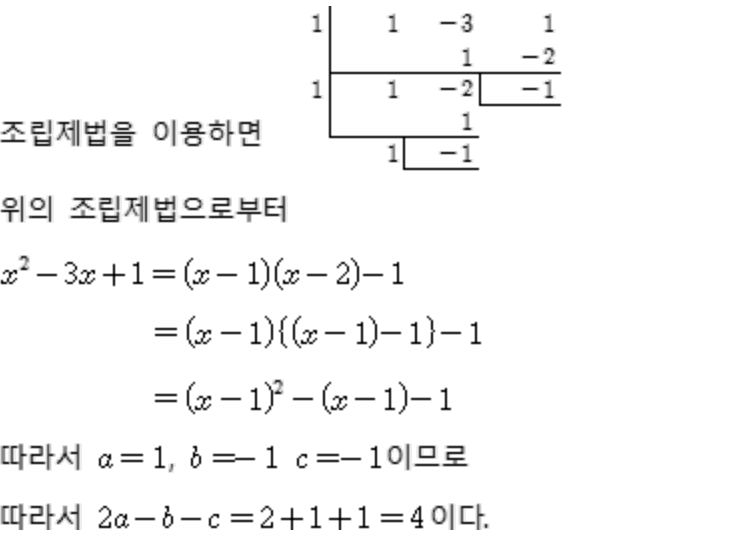 1 1 −3 1
1 −2
1 1 −2 −1
조립제법을 이용하면
1
1 −1
위의 조립제법으로부터
x² − 3x + 1 = (x − 1)(x − 2) − 1
= (x − 1){(x − 1) − 1} − 1
= (x − 1)² − (x − 1) − 1
따라서 a = 1, b = − 1 c = − 1이므로
따라서 2a − b − c = 2 + 1 + 1 = 4이다.